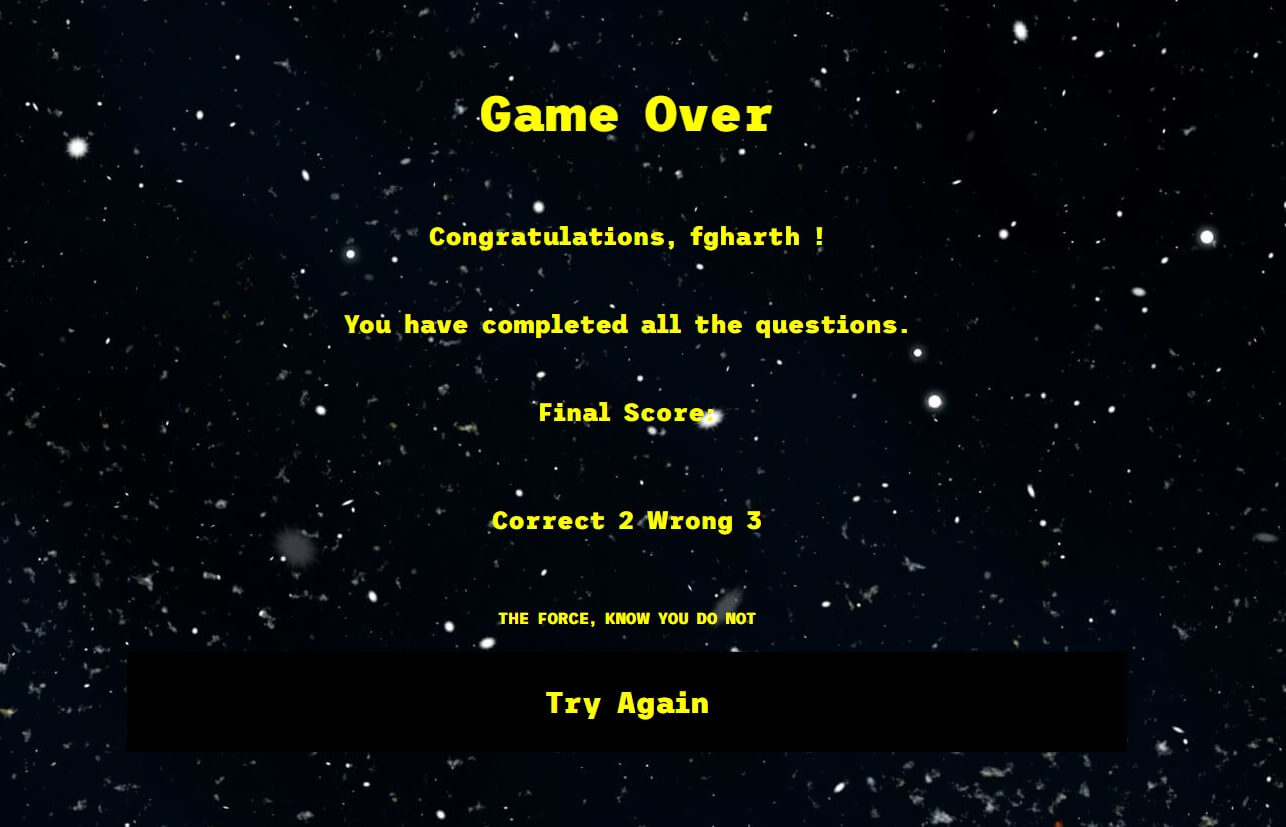 Game Over
Congratulations, fgharth !
You have completed all the questions.
Final Score:
Correct 2 Wrong 3
THE FORCE, KNOW YOU DO NOT
Try Again